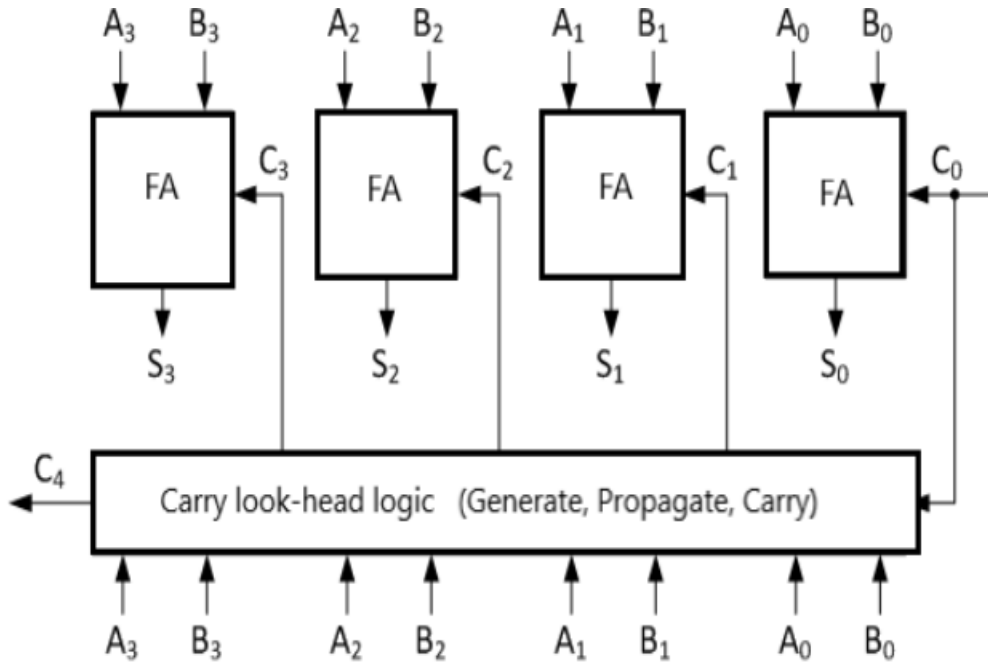 A₃ B₃ A₂ B₂ A₁ B₁ A₀ B₀
FA C₃ FA C₂ FA C₁ FA C₀
S₃ S₂ S₁ S₀
C₄ Carry look-head logic (Generate, Propagate, Carry)
A₃ B₃ A₂ B₂ A₁ B₁ A₀ B₀